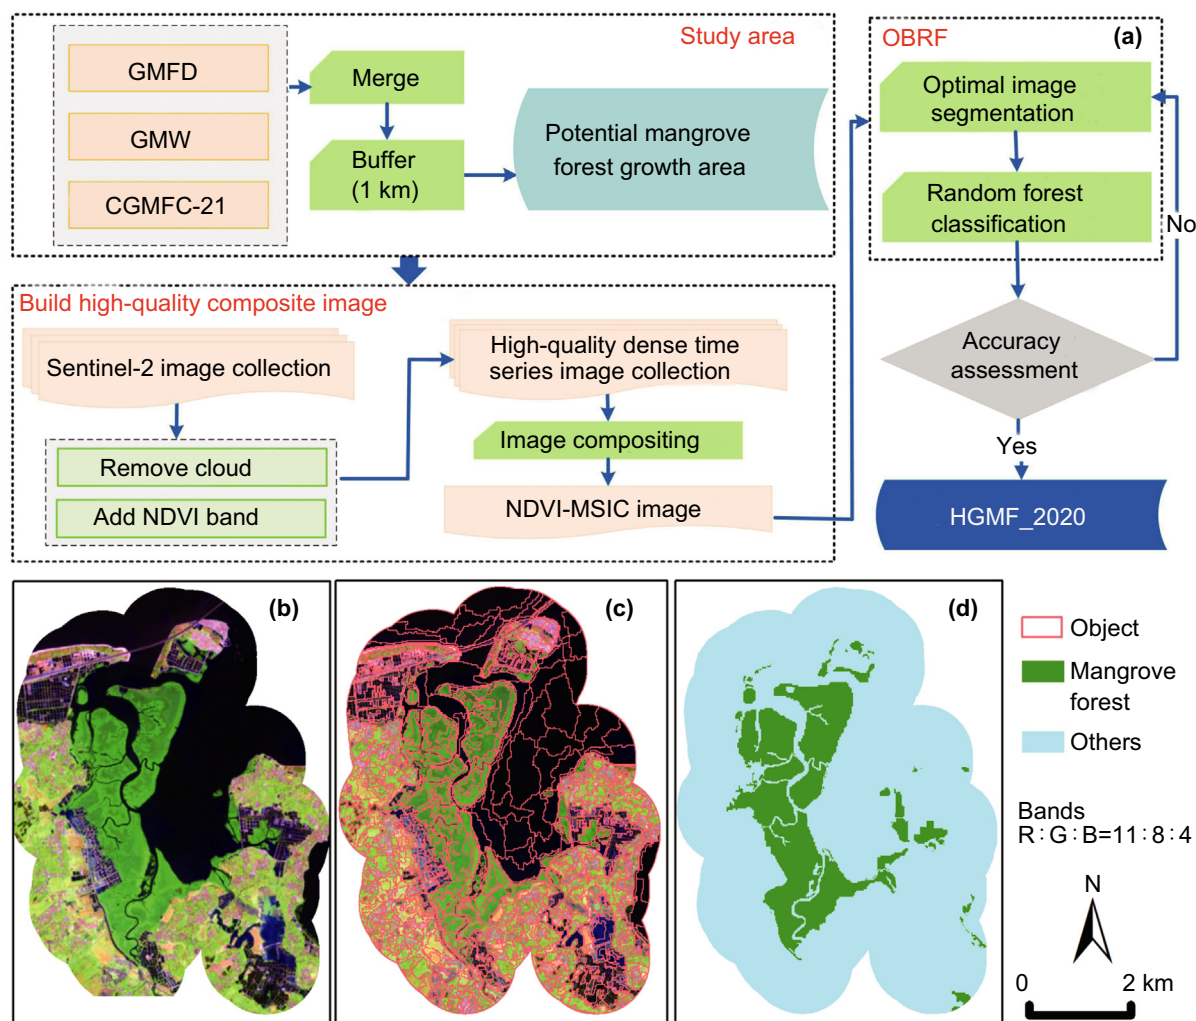 Study area
GMFD
GMW
CGMFC-21
Merge
Buffer
(1 km)
Potential mangrove
forest growth area
Build high-quality composite image
Sentinel-2 image collection
Remove cloud
Add NDVI band
High-quality dense time
series image collection
Image compositing
NDVI-MSIC image
OBRF
(a)
Optimal image
segmentation
Random forest
classification
No
Accuracy
assessment
Yes
HGMF_2020
(b)
(c)
(d)
Object
Mangrove
forest
Others
Bands
R:G:B=11:8:4
N
0
2 km